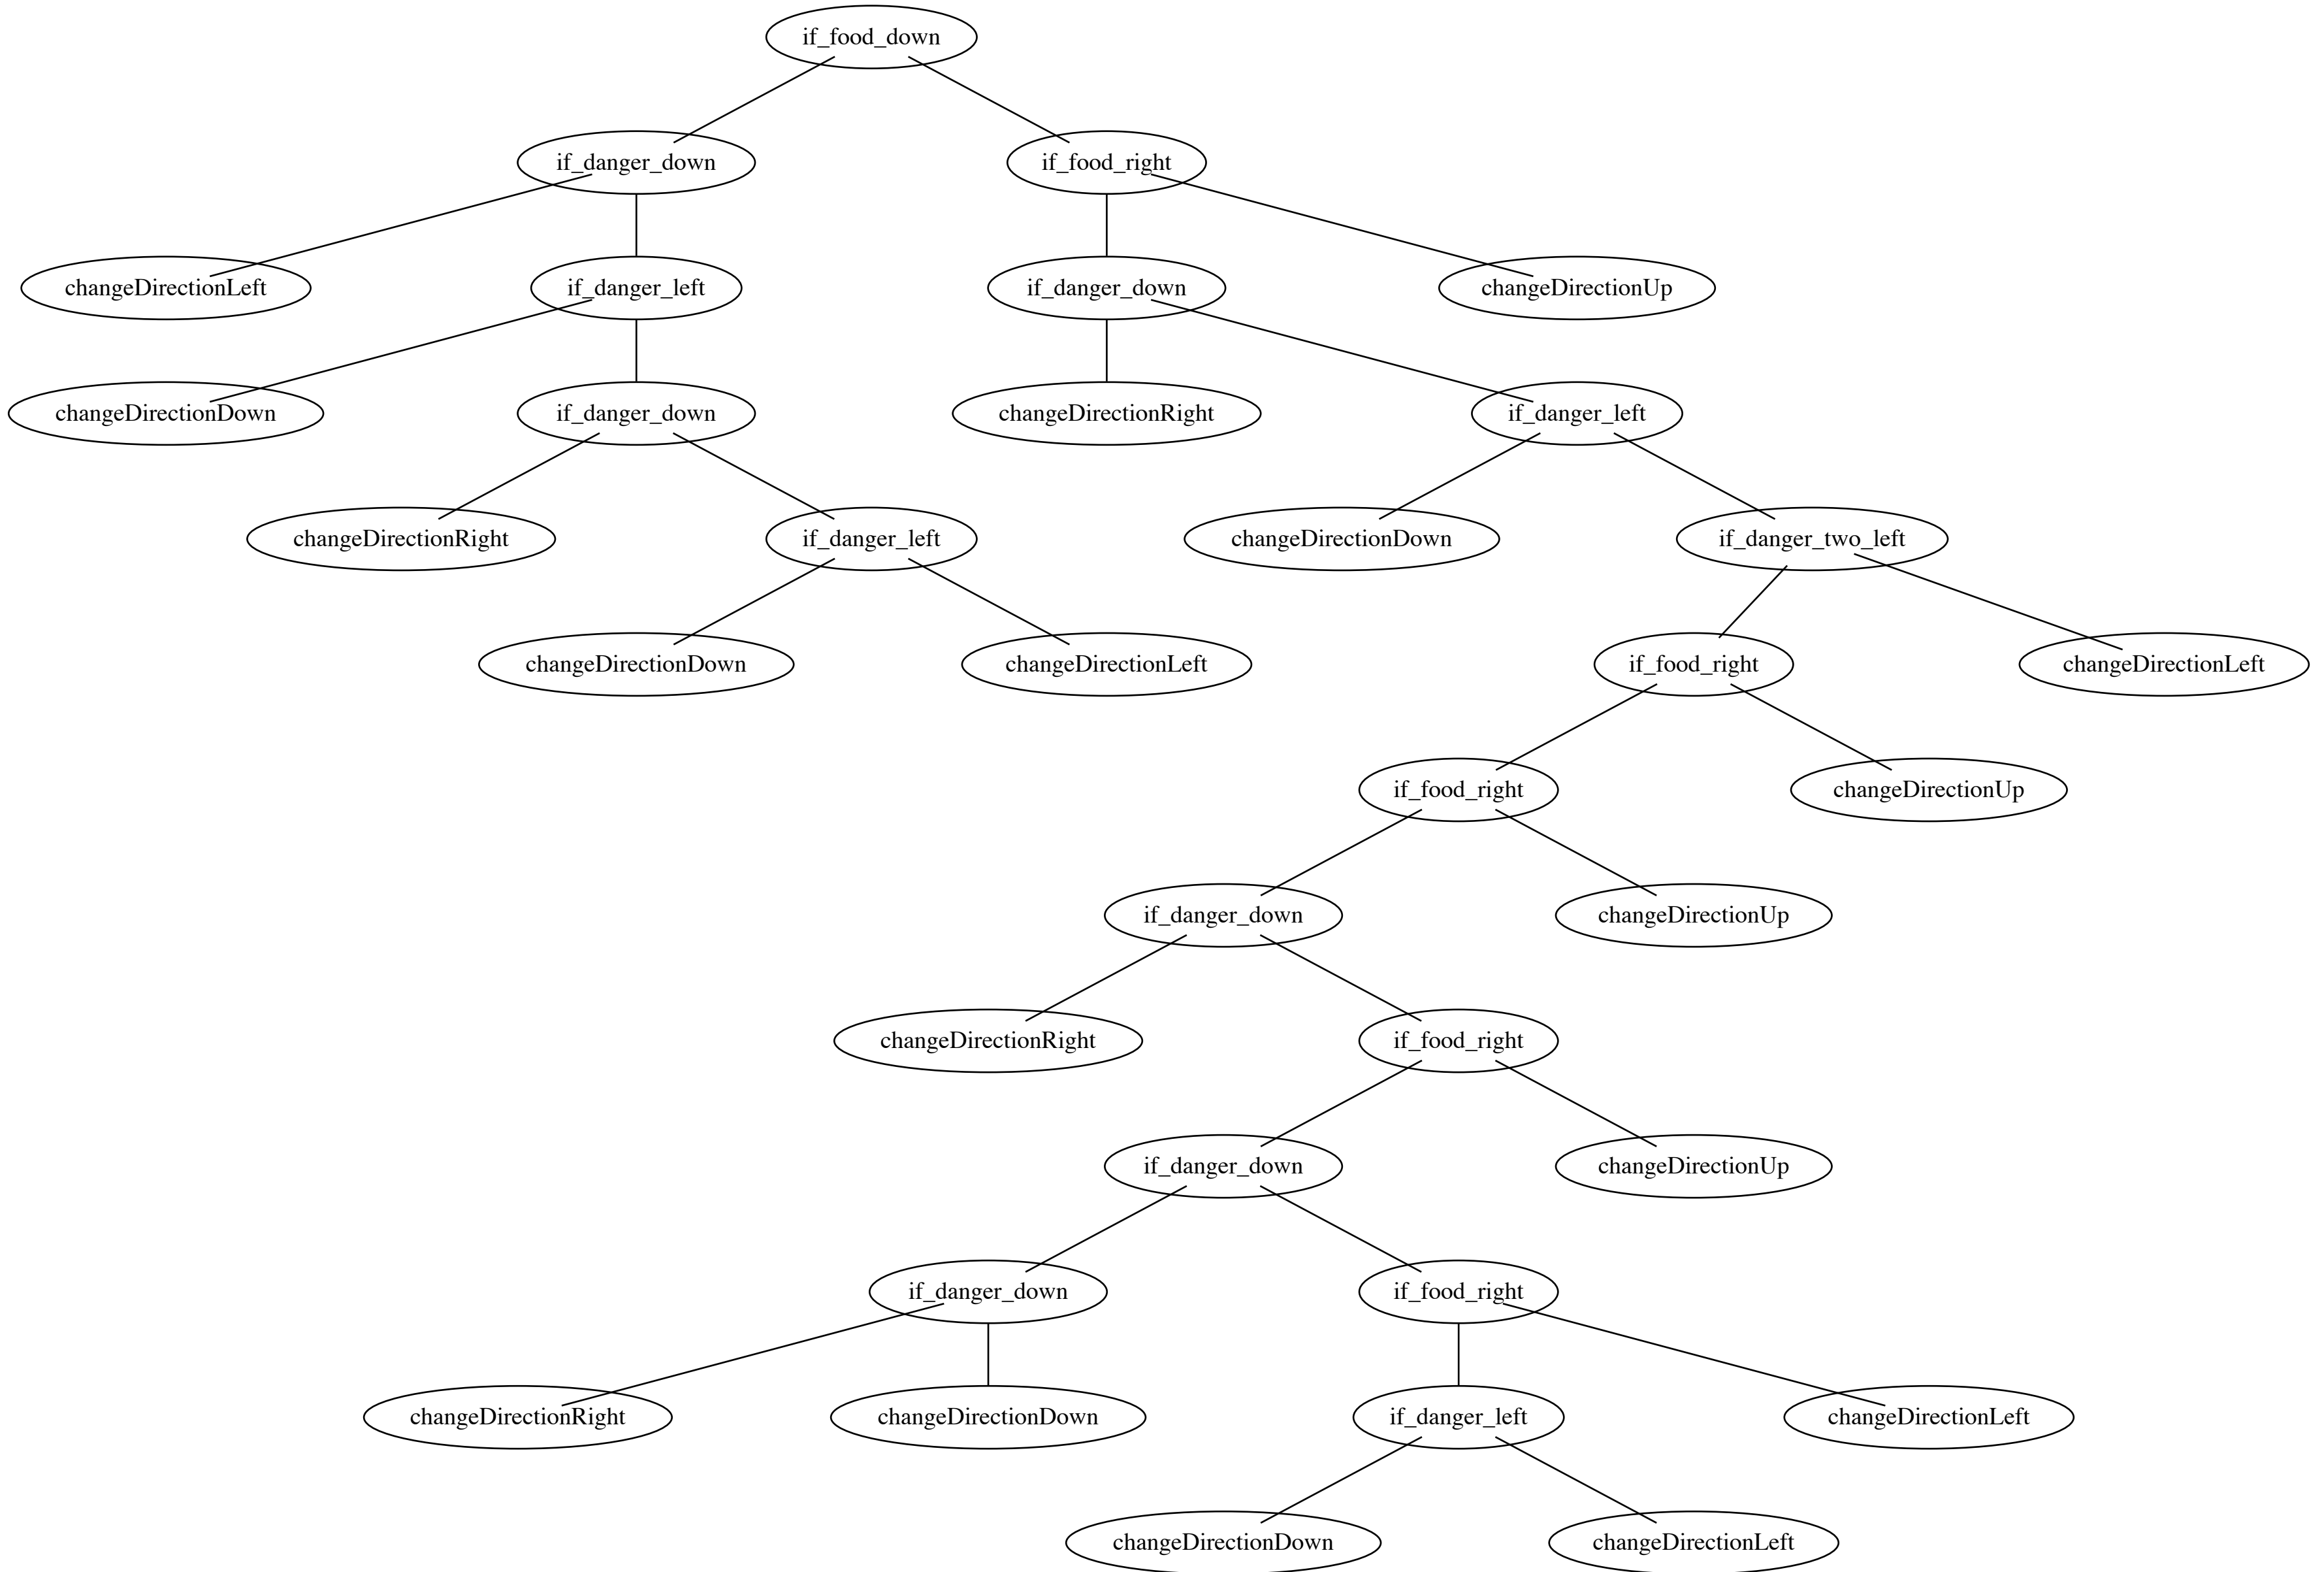 if_food_down
if_danger_down
if_food_right
changeDirectionLeft
if_danger_left
if_danger_down
changeDirectionUp
changeDirectionDown
if_danger_down
changeDirectionRight
if_danger_left
changeDirectionRight
if_danger_left
changeDirectionDown
if_danger_two_left
changeDirectionDown
changeDirectionLeft
if_food_right
changeDirectionLeft
if_food_right
changeDirectionUp
if_danger_down
changeDirectionUp
changeDirectionRight
if_food_right
if_danger_down
changeDirectionUp
if_danger_down
if_food_right
changeDirectionRight
changeDirectionDown
if_danger_left
changeDirectionLeft
changeDirectionDown
changeDirectionLeft